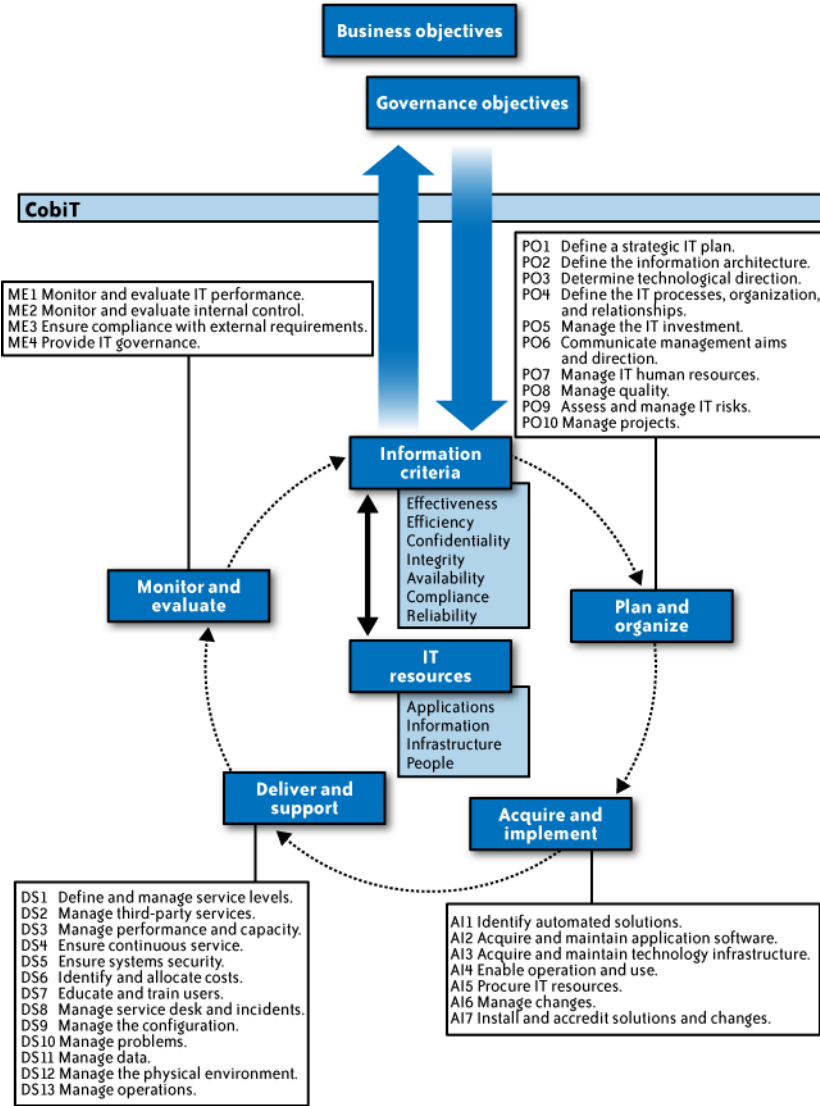 Business objectives
Governance objectives
CobiT
ME1 Monitor and evaluate IT performance.
ME2 Monitor and evaluate internal control.
ME3 Ensure compliance with external requirements.
ME4 Provide IT governance.
PO1 Define a strategic IT plan.
PO2 Define the information architecture.
PO3 Determine technological direction.
PO4 Define the IT processes, organization,
and relationships.
PO5 Manage the IT investment.
PO6 Communicate management aims
and direction.
PO7 Manage IT human resources.
PO8 Manage quality.
PO9 Assess and manage IT risks.
PO10 Manage projects.
Information
criteria
Effectiveness
Efficiency
Confidentiality
Integrity
Availability
Compliance
Reliability
Monitor and
evaluate
Plan and
organize
IT
resources
Applications
Information
Infrastructure
People
Deliver and
support
Acquire and
implement
DS1 Define and manage service levels.
DS2 Manage third-party services.
DS3 Manage performance and capacity.
DS4 Ensure continuous service.
DS5 Ensure systems security.
DS6 Identify and allocate costs.
DS7 Educate and train users.
DS8 Manage service desk and incidents.
DS9 Manage the configuration.
DS10 Manage problems.
DS11 Manage data.
DS12 Manage the physical environment.
DS13 Manage operations.
AI1 Identify automated solutions.
AI2 Acquire and maintain application software.
AI3 Acquire and maintain technology infrastructure.
AI4 Enable operation and use.
AI5 Procure IT resources.
AI6 Manage changes.
AI7 Install and accredit solutions and changes.